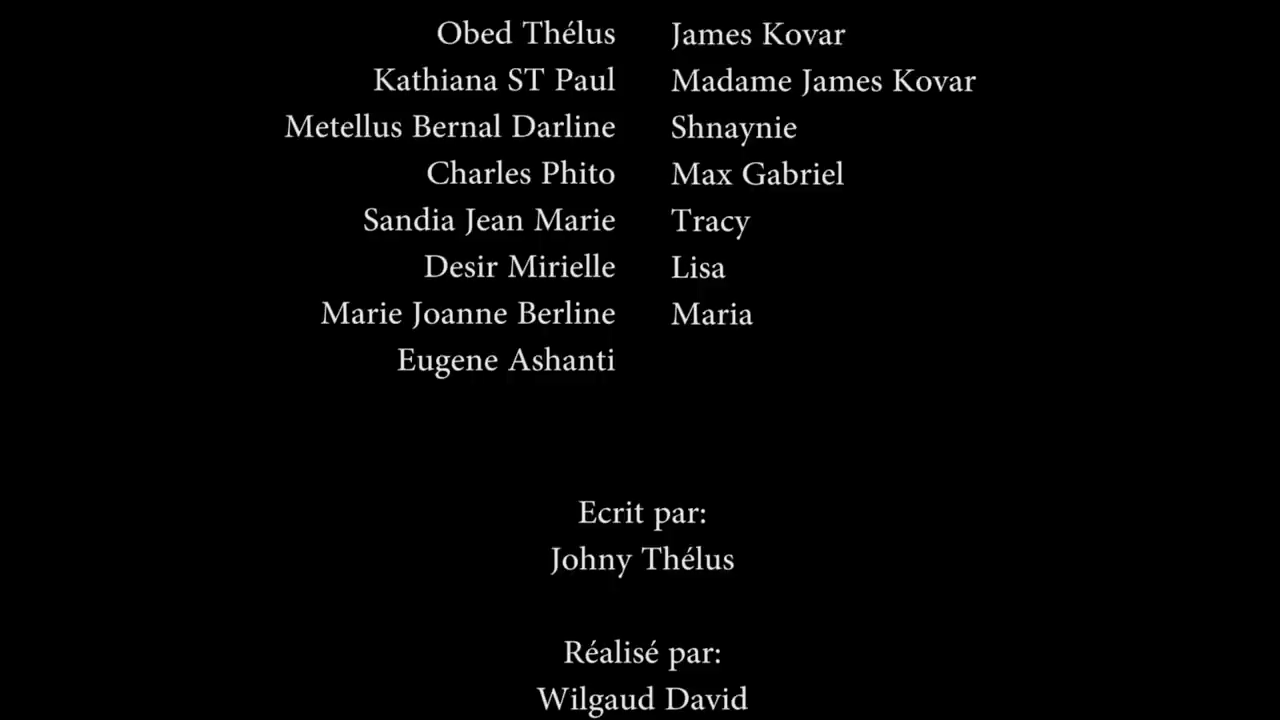 Obed Thélus James Kovar
Kathiana ST Paul Madame James Kovar
Metellus Bernal Darline Shnaynie
Charles Phito Max Gabriel
Sandia Jean Marie Tracy
Desir Mirielle Lisa
Marie Joanne Berline Maria
Eugene Ashanti
Ecrit par:
Johny Thélus
Réalisé par:
Wilgaud David